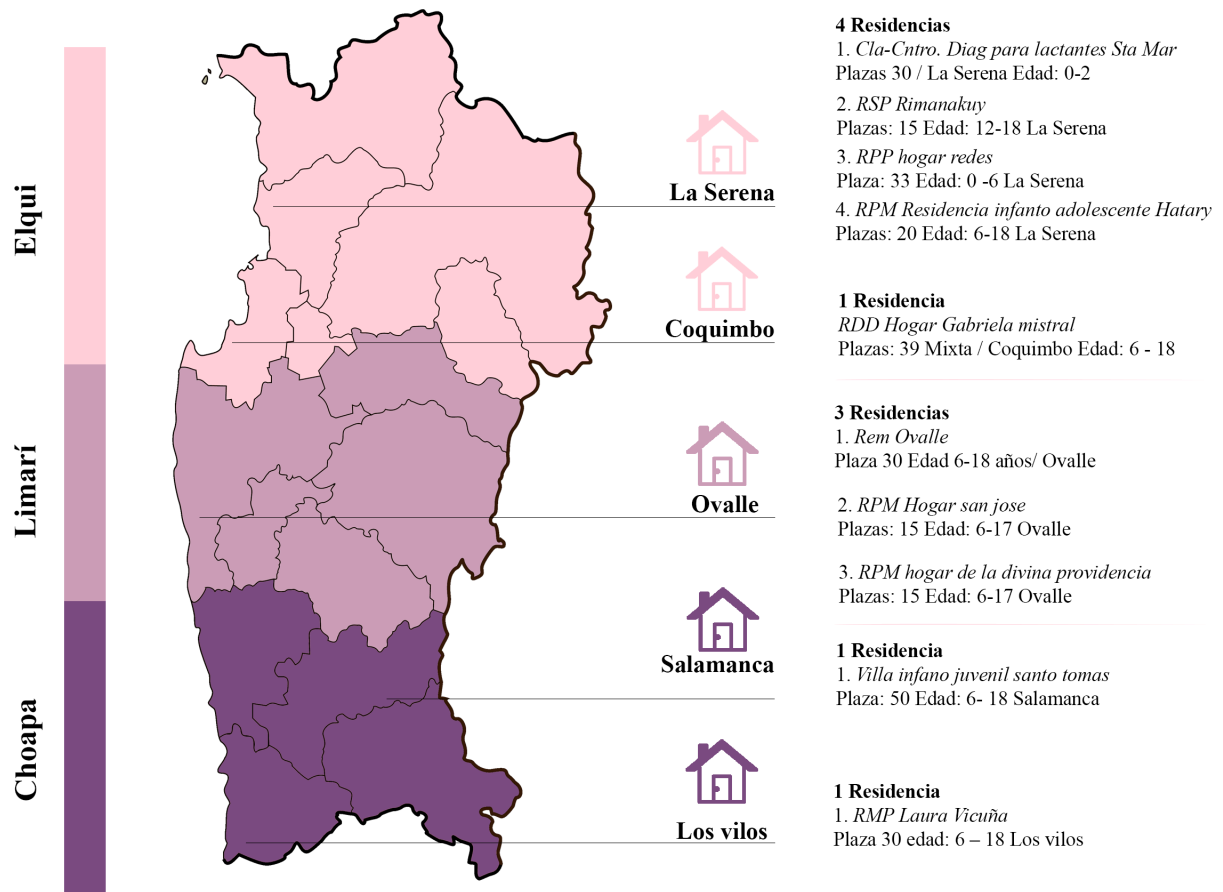 Elqui
Limarí
Choapa
La Serena
Coquimbo
Ovalle
Salamanca
Los vilos
4 Residencias
1. Cla-Cntro. Diag para lactantes Sta Mar
Plazas 30 / La Serena Edad: 0-2
2. RSP Rimanakuy
Plazas: 15 Edad: 12-18 La Serena
3. RPP hogar redes
Plaza: 33 Edad: 0 -6 La Serena
4. RPM Residencia infanto adolescente Hatary
Plazas: 20 Edad: 6-18 La Serena
1 Residencia
RDD Hogar Gabriela mistral
Plazas: 39 Mixta / Coquimbo Edad: 6 - 18
3 Residencias
1. Rem Ovalle
Plaza 30 Edad 6-18 años/ Ovalle
2. RPM Hogar san jose
Plazas: 15 Edad: 6-17 Ovalle
3. RPM hogar de la divina providencia
Plazas: 15 Edad: 6-17 Ovalle
1 Residencia
1. Villa infano juvenil santo tomas
Plaza: 50 Edad: 6- 18 Salamanca
1 Residencia
1. RMP Laura Vicuña
Plaza 30 edad: 6 – 18 Los vilos